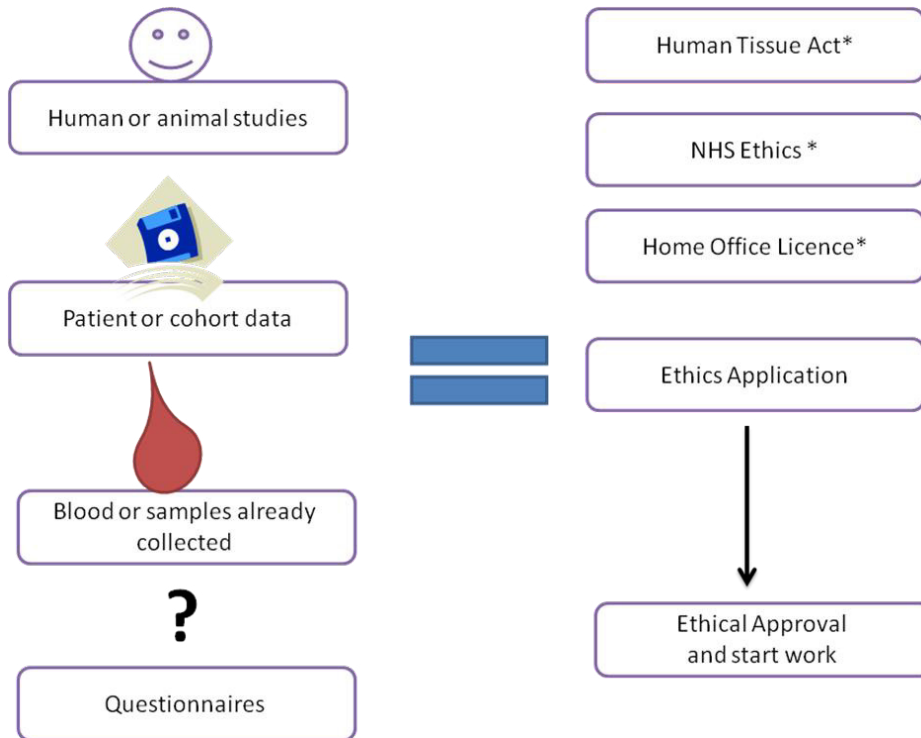 Human or animal studies
Patient or cohort data
Blood or samples already
collected
?
Questionnaires
Human Tissue Act*
NHS Ethics *
Home Office Licence*
Ethics Application
Ethical Approval
and start work